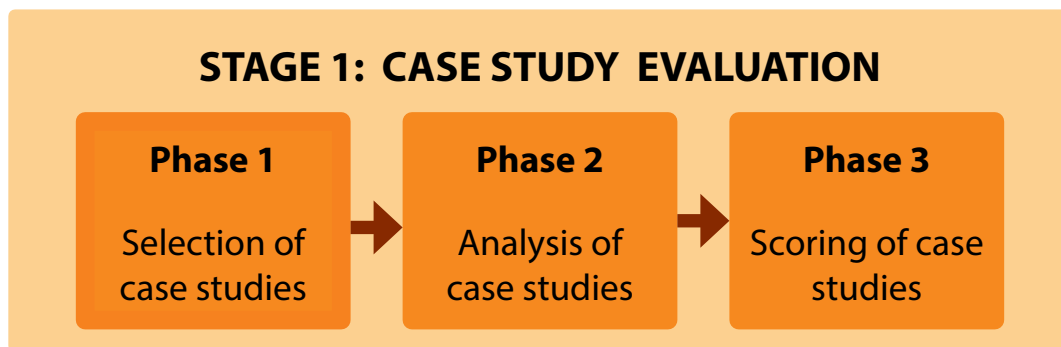 STAGE 1: CASE STUDY EVALUATION
Phase 1
Selection of
case studies
Phase 2
Analysis of
case studies
Phase 3
Scoring of case
studies